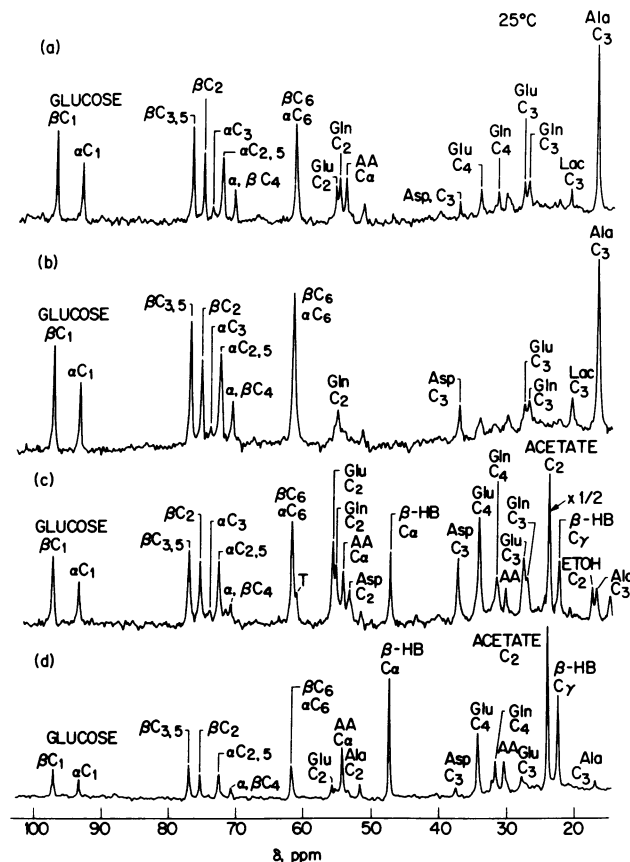 25°C
(a)
GLUCOSE
βC1
αC1
βC3,5
βC2
αC3
αC2,5
α, βC4
βC6
αC6
Glu
C2
Gln
C2
AA
Cα
Asp, C3
Glu
C4
Gln
C4
Glu
C3
Gln
C3
Lac
C3
Ala
C3
(b)
GLUCOSE
βC1
αC1
βC3,5
βC2
αC3
αC2,5
α, βC4
βC6
αC6
Gln
C2
Asp
C3
Glu
C3
Gln
C3
Lac
C3
Ala
C3
(c)
GLUCOSE
βC1
αC1
βC3,5
βC2
αC3
αC2,5
α, βC4
βC6
αC6
T
Glu
C2
Gln
C2
AA
Cα
Asp
C2
β-HB
Cα
Asp
C3
Glu
C4
Gln
C4
AA
Glu
C3
Gln
C3
ACETATE
C2
x 1/2
β-HB
Cγ
ETOH
C2
Ala
C3
(d)
GLUCOSE
βC1
αC1
βC3,5
βC2
αC2,5
α, βC4
βC6
αC6
Glu
C2
AA
Cα
Ala
C2
β-HB
Cα
Asp
C3
Glu
C4
Gln
C4
AA
Glu
C3
ACETATE
C2
β-HB
Cγ
Ala
C3
100 90 80 70 60 50 40 30 20
δ, ppm